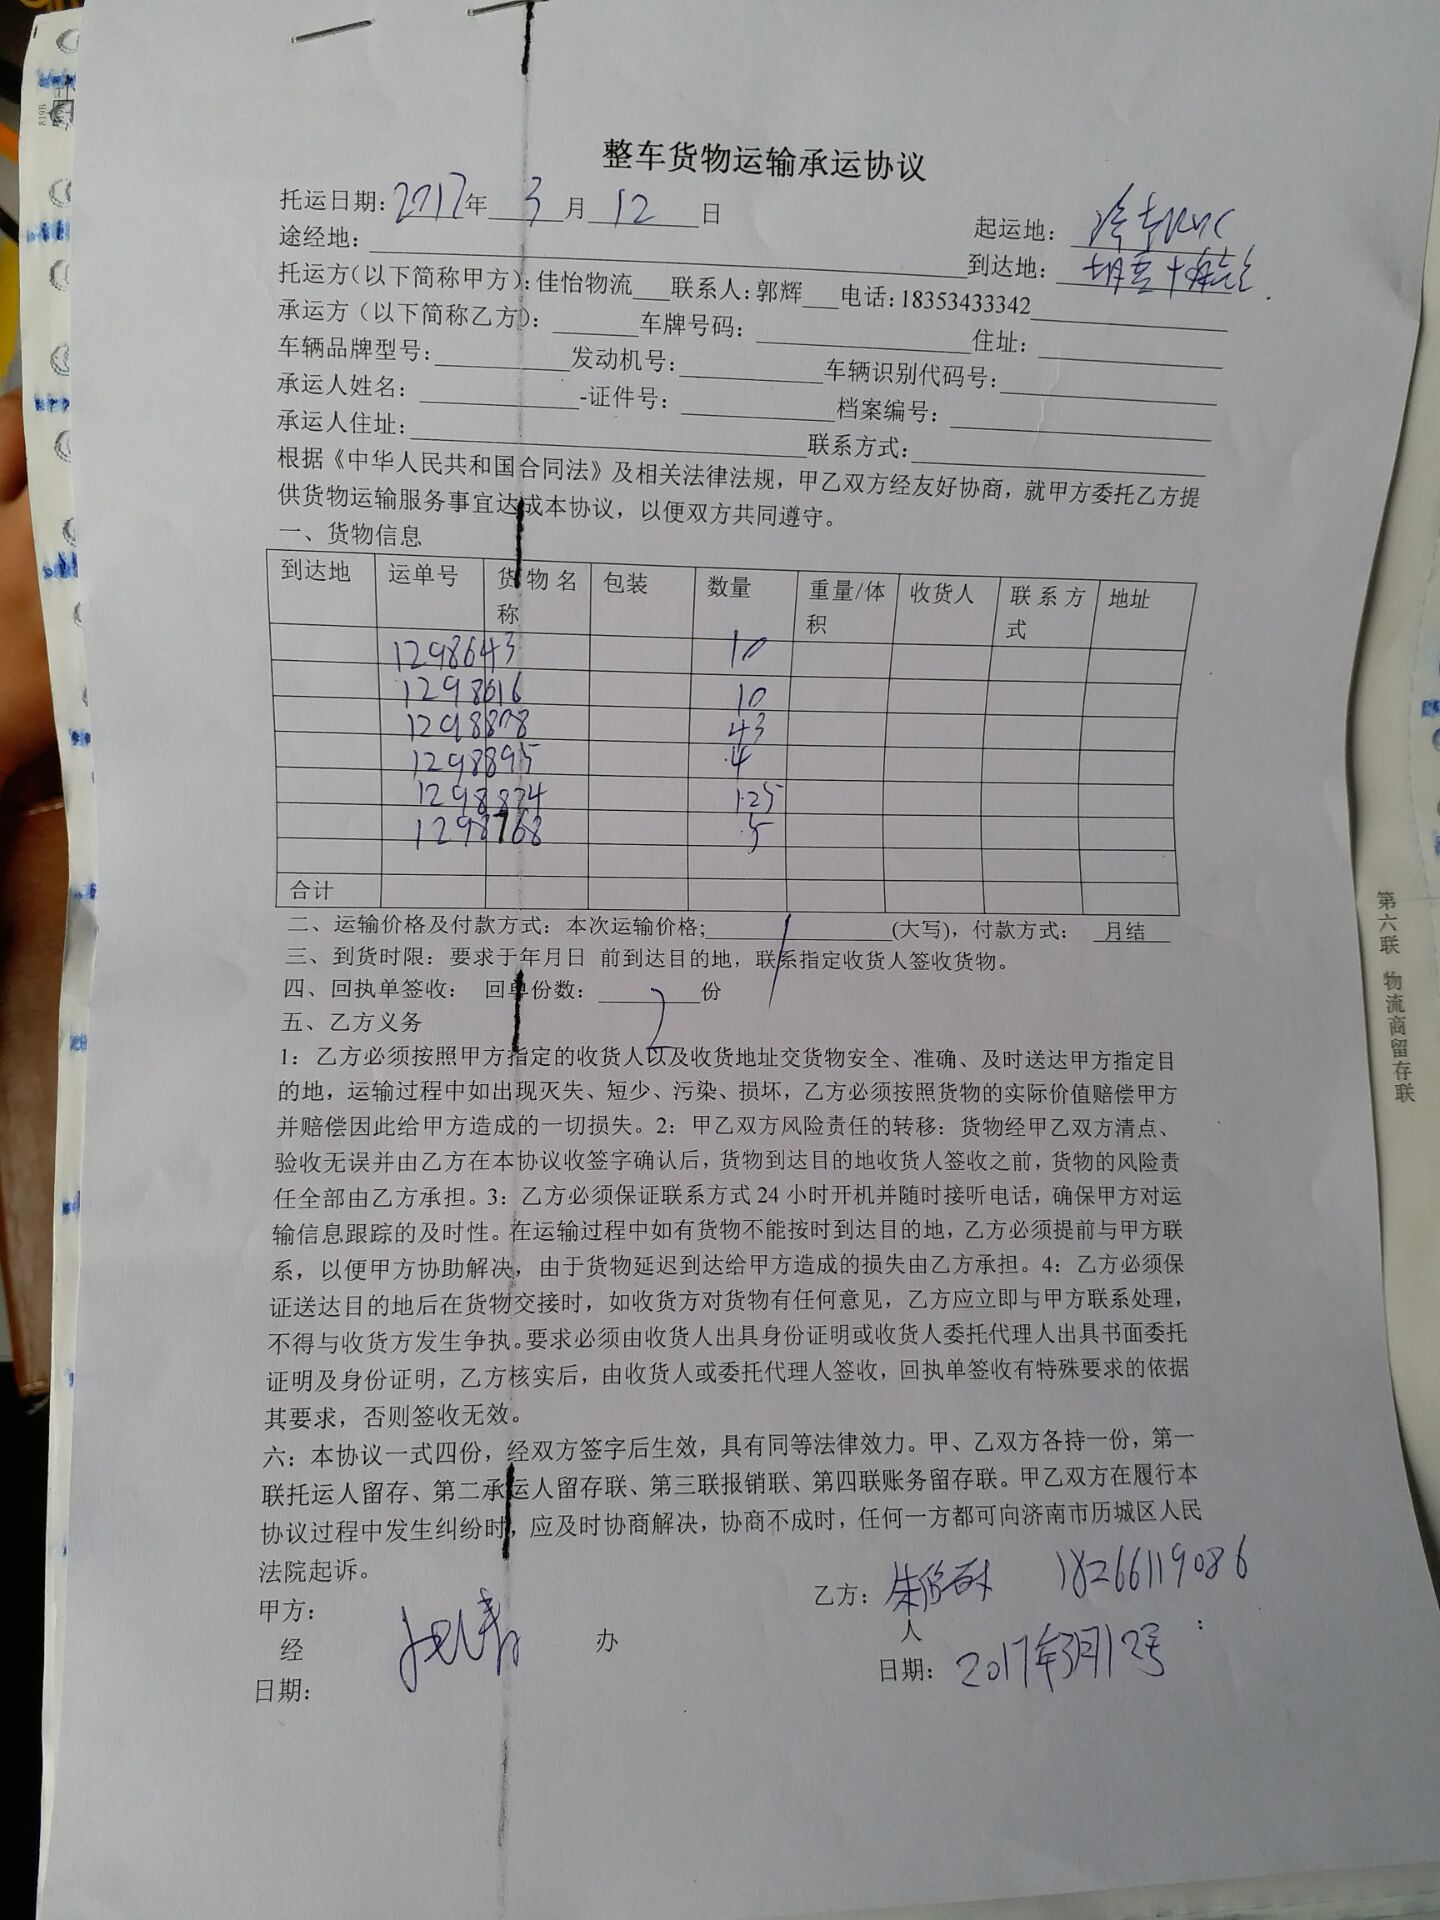 整车货物运输承运协议
托运日期：2017年 3 月 12 日
起运地：
途经地：
到达地：
托运方（以下简称甲方）：佳怡物流 联系人：郭辉 电话：18353433342
承运方（以下简称乙方）： 车牌号码： 住址：
车辆品牌型号： 发动机号： 车辆识别代码号：
承运人姓名： -证件号： 档案编号：
承运人住址： 联系方式：
根据《中华人民共和国合同法》及相关法律法规，甲乙双方经友好协商，就甲方委托乙方提
供货物运输服务事宜达成本协议，以便双方共同遵守。
一、货物信息
到达地 运单号 货物名称 包装 数量 重量/体积 收货人 联系方式 地址
1298643 10
1298616 10
1298878 43
1298895 4
1298834 1.25
1298768 5
合计
二、运输价格及付款方式：本次运输价格; (大写)，付款方式： 月结
三、到货时限：要求于年月日 前到达目的地，联系指定收货人签收货物。
四、回执单签收： 回单份数： 2 份
五、乙方义务
1：乙方必须按照甲方指定的收货人以及收货地址交货物安全、准确、及时送达甲方指定目
的地，运输过程中如出现灭失、短少、污染、损坏，乙方必须按照货物的实际价值赔偿甲方
并赔偿因此给甲方造成的一切损失。2：甲乙双方风险责任的转移：货物经甲乙双方清点、
验收无误并由乙方在本协议收签字确认后，货物到达目的地收货人签收之前，货物的风险责
任全部由乙方承担。3：乙方必须保证联系方式 24 小时开机并随时接听电话，确保甲方对运
输信息跟踪的及时性。在运输过程中如有货物不能按时到达目的地，乙方必须提前与甲方联
系，以便甲方协助解决，由于货物延迟到达给甲方造成的损失由乙方承担。4：乙方必须保
证送达目的地后在货物交接时，如收货方对货物有任何意见，乙方应立即与甲方联系处理，
不得与收货方发生争执。要求必须由收货人出具身份证明或收货人委托代理人出具书面委托
证明及身份证明，乙方核实后，由收货人或委托代理人签收，回执单签收有特殊要求的依据
其要求，否则签收无效。
六：本协议一式四份，经双方签字后生效，具有同等法律效力。甲、乙双方各持一份，第一
联托运人留存、第二承运人留存联、第三联报销联、第四联账务留存联。甲乙双方在履行本
协议过程中发生纠纷时，应及时协商解决，协商不成时，任何一方都可向济南市历城区人民
法院起诉。
甲方： 乙方： 18266119086
经 办 人 ：
日期： 日期：2017年3月12号
第六联 物流商留存联
819B